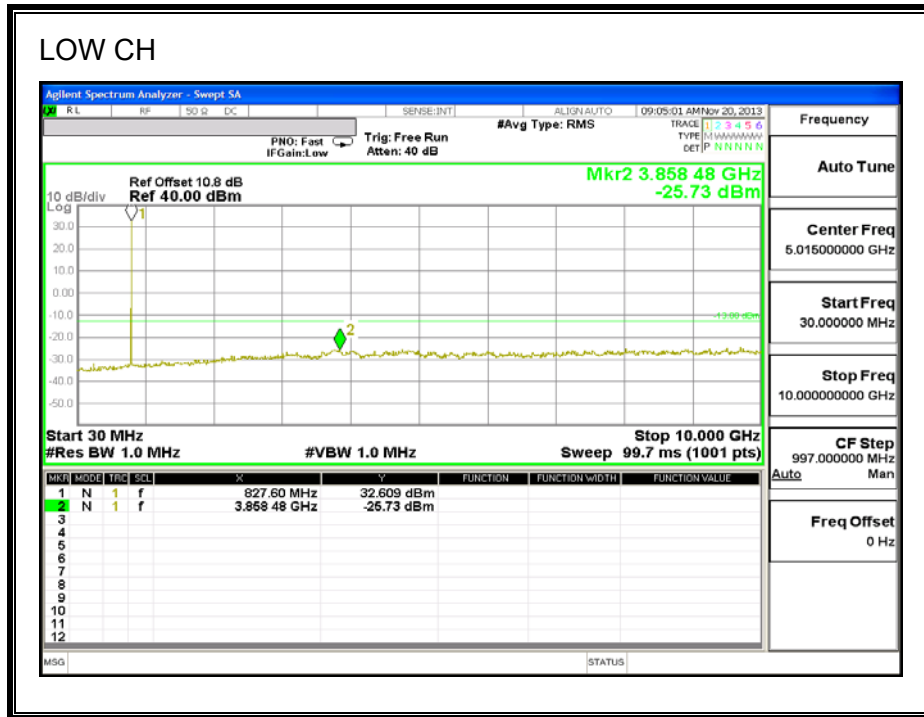 LOW CH
Agilent Spectrum Analyzer - Swept SA
RL RF 50 Ω DC SENSE:INT ALIGN AUTO 09:05:01 AM Nov 20, 2013
PNO: Fast
IFGain:Low
Trig: Free Run
Atten: 40 dB
#Avg Type: RMS
TRACE 1 2 3 4 5 6
TYPE M
DET P N N N N N
Mkr2 3.858 48 GHz
-25.73 dBm
Ref Offset 10.8 dB
10 dB/div Ref 40.00 dBm
Log
1
30.0
20.0
10.0
0.00
-10.0
-13.00 dBm
-20.0
2
-30.0
-40.0
-50.0
Start 30 MHz Stop 10.000 GHz
#Res BW 1.0 MHz #VBW 1.0 MHz Sweep 99.7 ms (1001 pts)
MKR MODE TRC SCL X Y FUNCTION FUNCTION WIDTH FUNCTION VALUE
1 N 1 f 827.60 MHz 32.609 dBm
2 N 1 f 3.858 48 GHz -25.73 dBm
3
4
5
6
7
8
9
10
11
12
MSG STATUS
Frequency
Auto Tune
Center Freq
5.015000000 GHz
Start Freq
30.000000 MHz
Stop Freq
10.000000000 GHz
CF Step
997.000000 MHz
Auto Man
Freq Offset
0 Hz